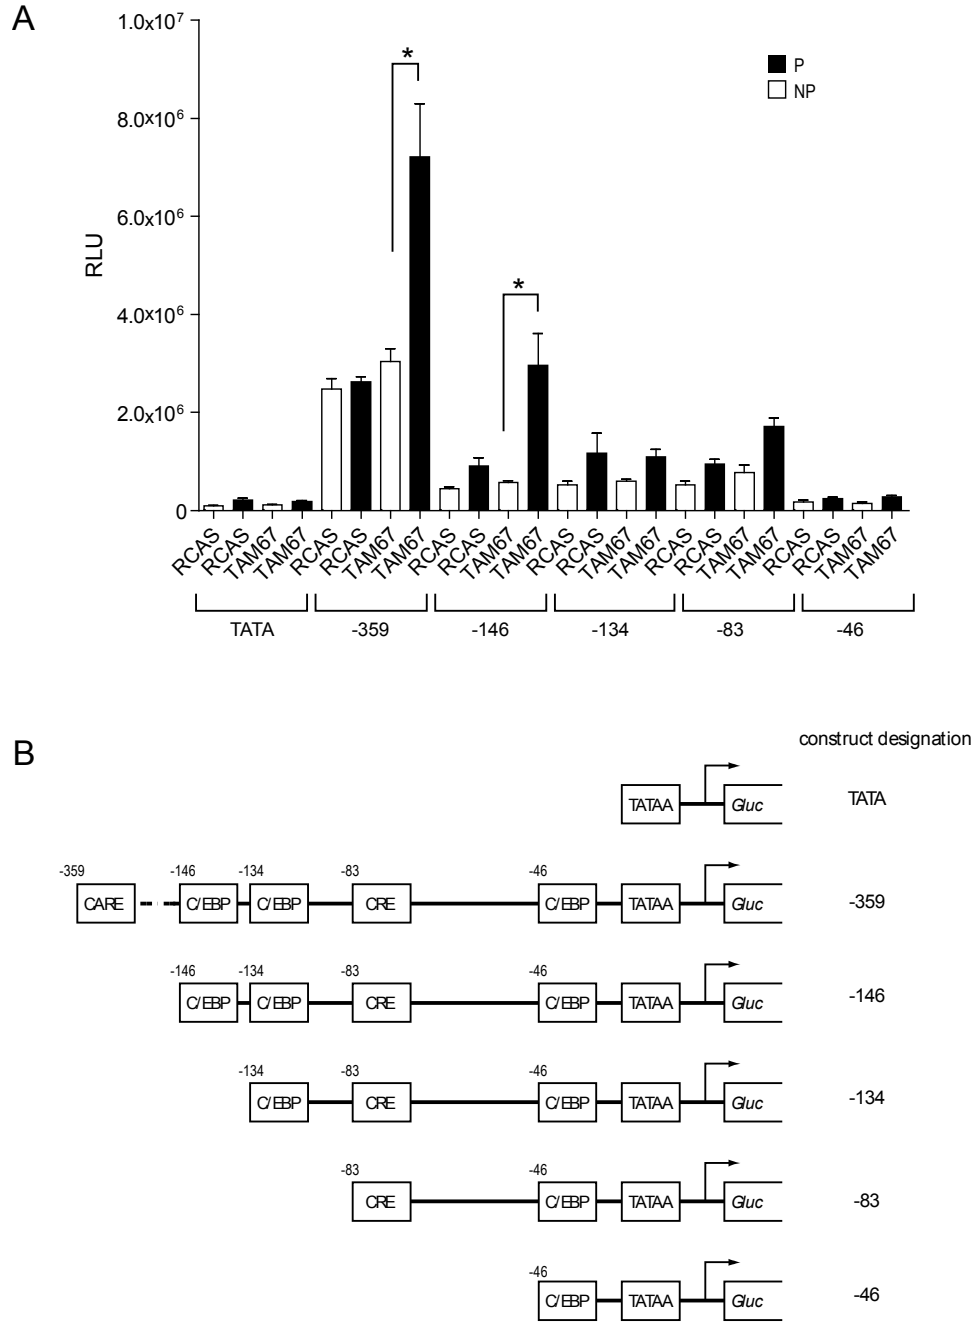 A
1.0x10⁷
8.0x10⁶
6.0x10⁶
4.0x10⁶
2.0x10⁶
0
RLU
P
NP
*
*
RCAS RCAS TAM67 TAM67 RCAS RCAS TAM67 TAM67 RCAS RCAS TAM67 TAM67 RCAS RCAS TAM67 TAM67 RCAS RCAS TAM67 TAM67 RCAS RCAS TAM67 TAM67
TATA -359 -146 -134 -83 -46
B
construct designation
TATAA Gluc TATA
-359 -146 -134 -83 -46
CARE C/EBP C/EBP CRE C/EBP TATAA Gluc -359
-146 -134 -83 -46
C/EBP C/EBP CRE C/EBP TATAA Gluc -146
-134 -83 -46
C/EBP CRE C/EBP TATAA Gluc -134
-83 -46
CRE C/EBP TATAA Gluc -83
-46
C/EBP TATAA Gluc -46